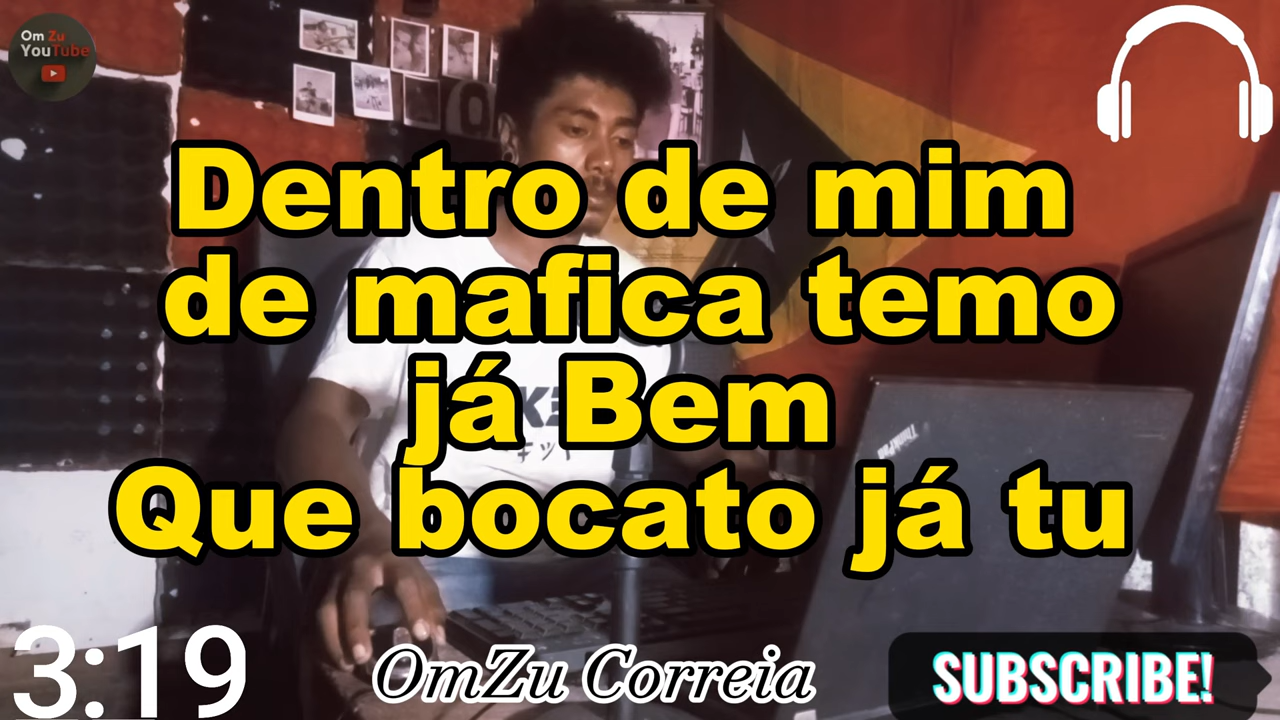 Om Zu
YouTube
Dentro de mim
de mafica temo
já Bem
Que bocato já tu
ThinkPad
3:19
OmZu Correia
SUBSCRIBE!